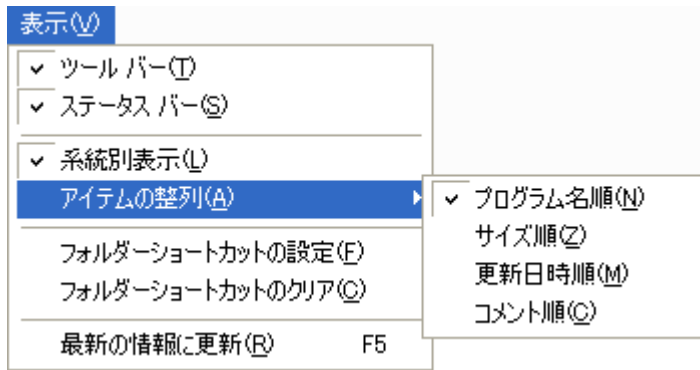 表示(V)
ツール バー(T)
ステータス バー(S)
系統別表示(L)
アイテムの整列(A)
フォルダーショートカットの設定(F)
フォルダーショートカットのクリア(C)
最新の情報に更新(R) F5
プログラム名順(N)
サイズ順(Z)
更新日時順(M)
コメント順(C)